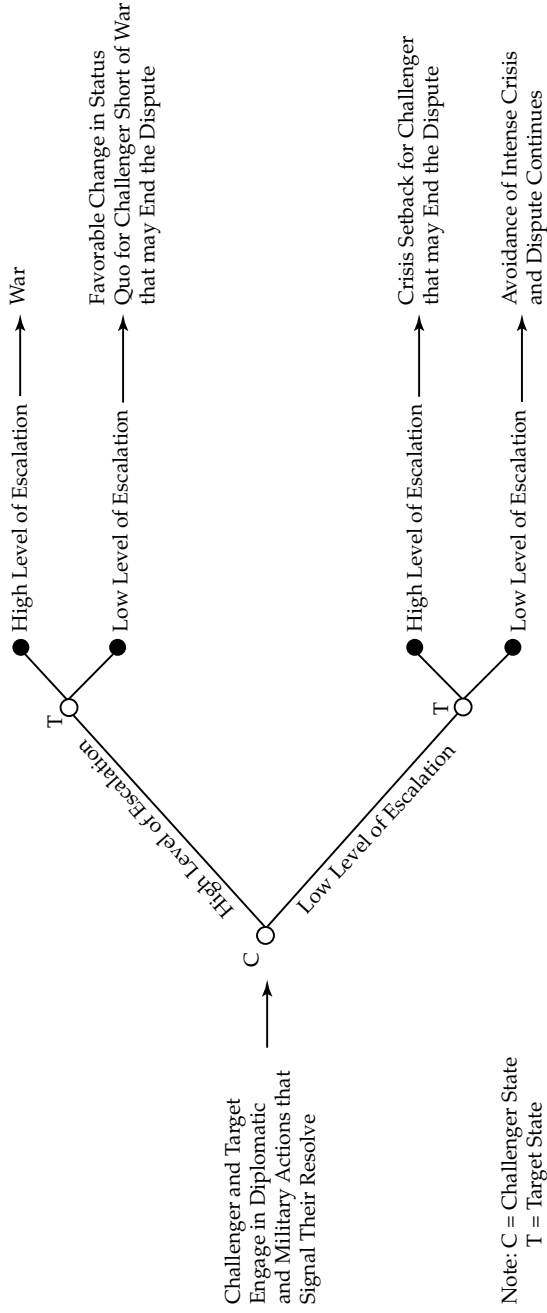 Challenger and Target
Engage in Diplomatic
and Military Actions that
Signal Their Resolve
C
High Level of Escalation
Low Level of Escalation
T
High Level of Escalation
War
Low Level of Escalation
Favorable Change in Status
Quo for Challenger Short of War
that may End the Dispute
T
High Level of Escalation
Crisis Setback for Challenger
that may End the Dispute
Low Level of Escalation
Avoidance of Intense Crisis
and Dispute Continues
Note: C = Challenger State
T = Target State